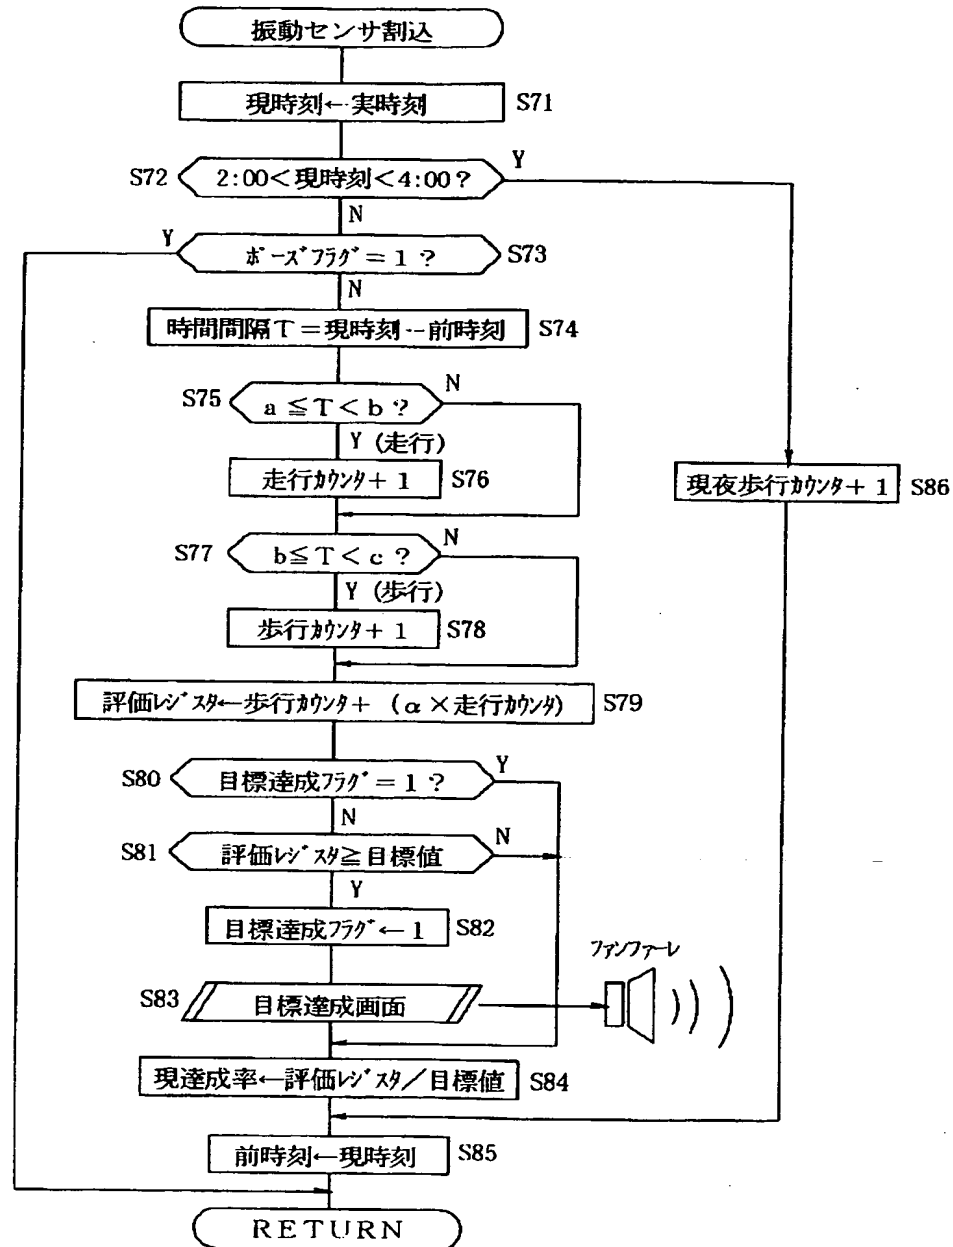 振動センサ割込
現時刻←実時刻 S71
S72 2:00<現時刻<4:00? Y
N
Y ポーズフラグ=1? S73
N
時間間隔T=現時刻-前時刻 S74
S75 a≦T<b? N
Y (走行)
走行カウンタ+1 S76
現夜歩行カウンタ+1 S86
S77 b≦T<c? N
Y (歩行)
歩行カウンタ+1 S78
評価レジスタ←歩行カウンタ+(α×走行カウンタ) S79
S80 目標達成フラグ=1? Y
N
S81 評価レジスタ≧目標値 N
Y
目標達成フラグ←1 S82
ファンファーレ
S83 目標達成画面
現達成率←評価レジスタ/目標値 S84
前時刻←現時刻 S85
RETURN